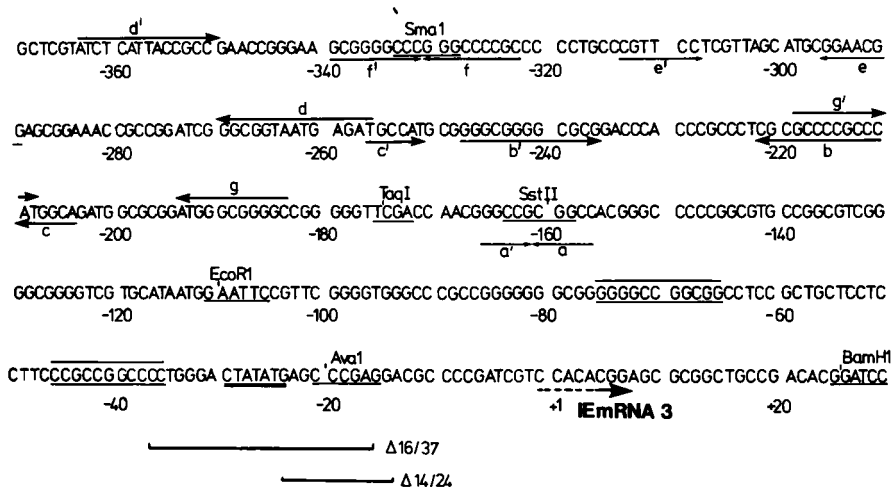 d' Sma1
GCTCGTATCT CATTACCGCC GAACCGGGAA GCGGGGCCCG GGCCCCGCCC CCTGCCCGTT CCTCGTTAGC ATGCGGAACG
-360 -340 f' f -320 e' -300 e
d g'
GAGCGGAAAC CGCCGGATCG GGCGGTAATG AGATGCCATG CGGGGCGGGG CGCGGACCCA CCCGCCCTCG CGCCCCGCCC
-280 -260 c' b' -240 -220 b
g TaqI SstII
ATGGCAGATG GCGCGGATGG GCGGGGCCGG GGGTTCGACC AACGGGCCGC GGCCACGGGC CCCCGGCGTG CCGGCGTCGG
c -200 -180 -160 -140
a' a
EcoR1
GGCGGGGTCG TGCATAATGG AATTCCGTTC GGGGTGGGCC CGCCGGGGGG GCGGGGGGCC GGCGGCCTCC GCTGCTCCTC
-120 -100 -80 -60
Ava1 BamH1
CTTCCCGCCGGCCCCTGGGA CTATATGAGC CCGAGGACGC CCCGATCGTC CACACGGAGC GCGGCTGCCG ACACGGATCC
-40 -20 +1 IEmRNA 3 +20
Δ16/37
Δ14/24